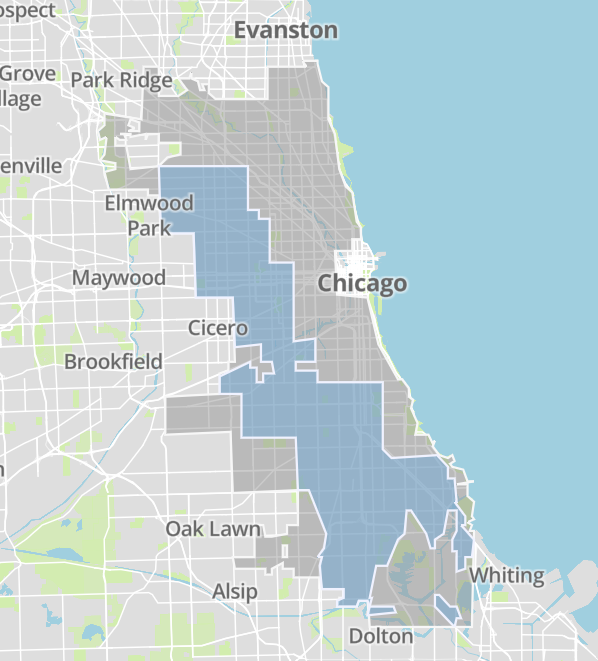 ospect
Evanston
Grove
llage
Park Ridge
enville
Elmwood
Park
Maywood
Chicago
Cicero
Brookfield
n
Oak Lawn
Alsip
Whiting
Dolton